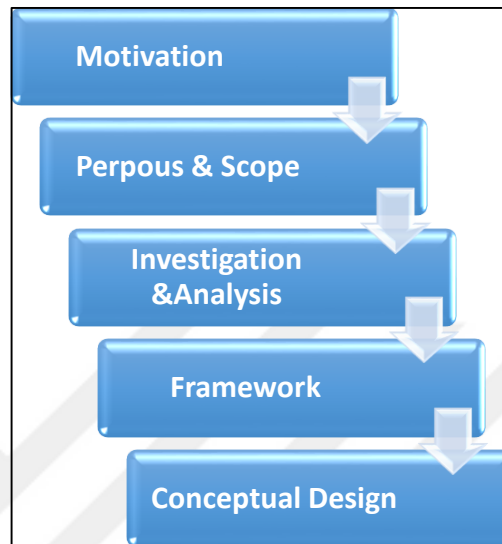 Motivation
Perpous & Scope
Investigation
&Analysis
Framework
Conceptual Design